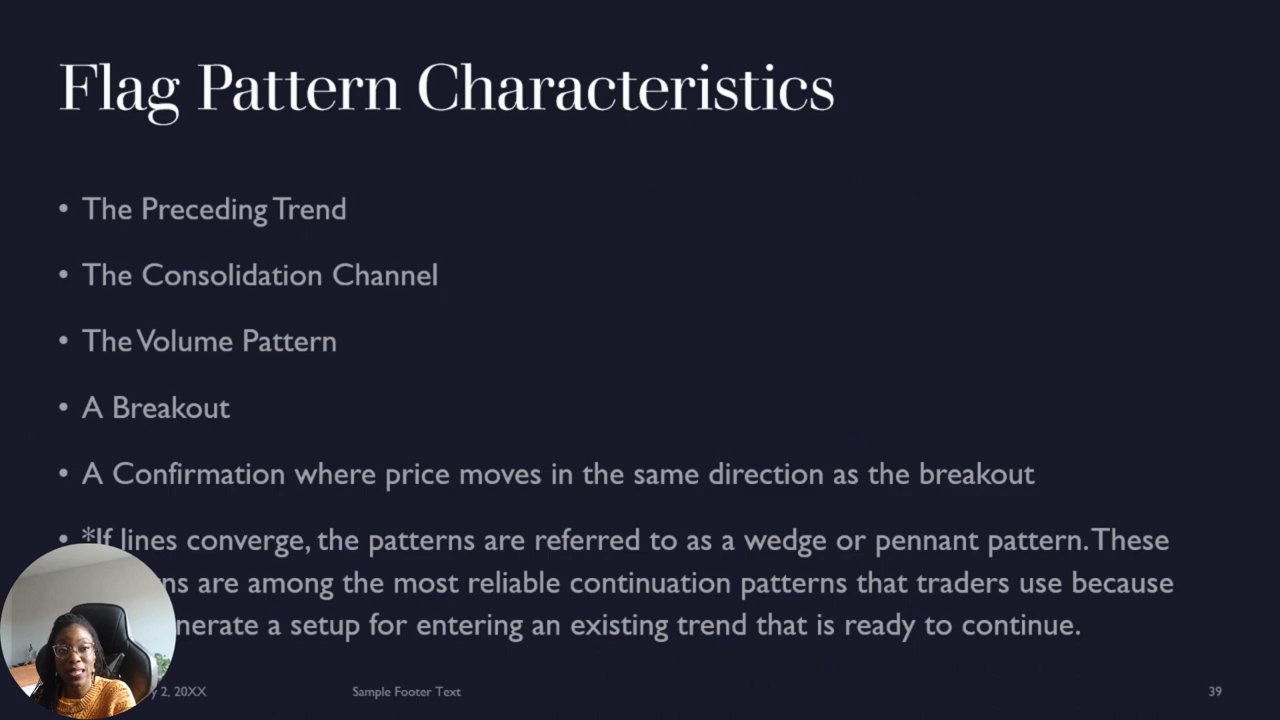 Flag Pattern Characteristics
• The Preceding Trend
• The Consolidation Channel
• The Volume Pattern
• A Breakout
• A Confirmation where price moves in the same direction as the breakout
• *If lines converge, the patterns are referred to as a wedge or pennant pattern. These
are among the most reliable continuation patterns that traders use because
a setup for entering an existing trend that is ready to continue.
2, 20XX
Sample Footer Text
39